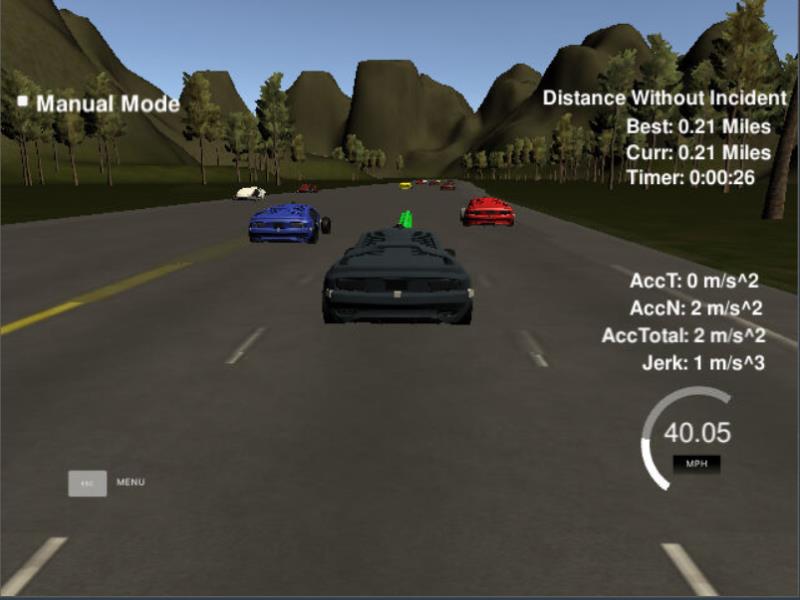 Manual Mode
Distance Without Incident
Best: 0.21 Miles
Curr: 0.21 Miles
Timer: 0:00:26
AccT: 0 m/s^2
AccN: 2 m/s^2
AccTotal: 2 m/s^2
Jerk: 1 m/s^3
40.05
MPH
ESC MENU